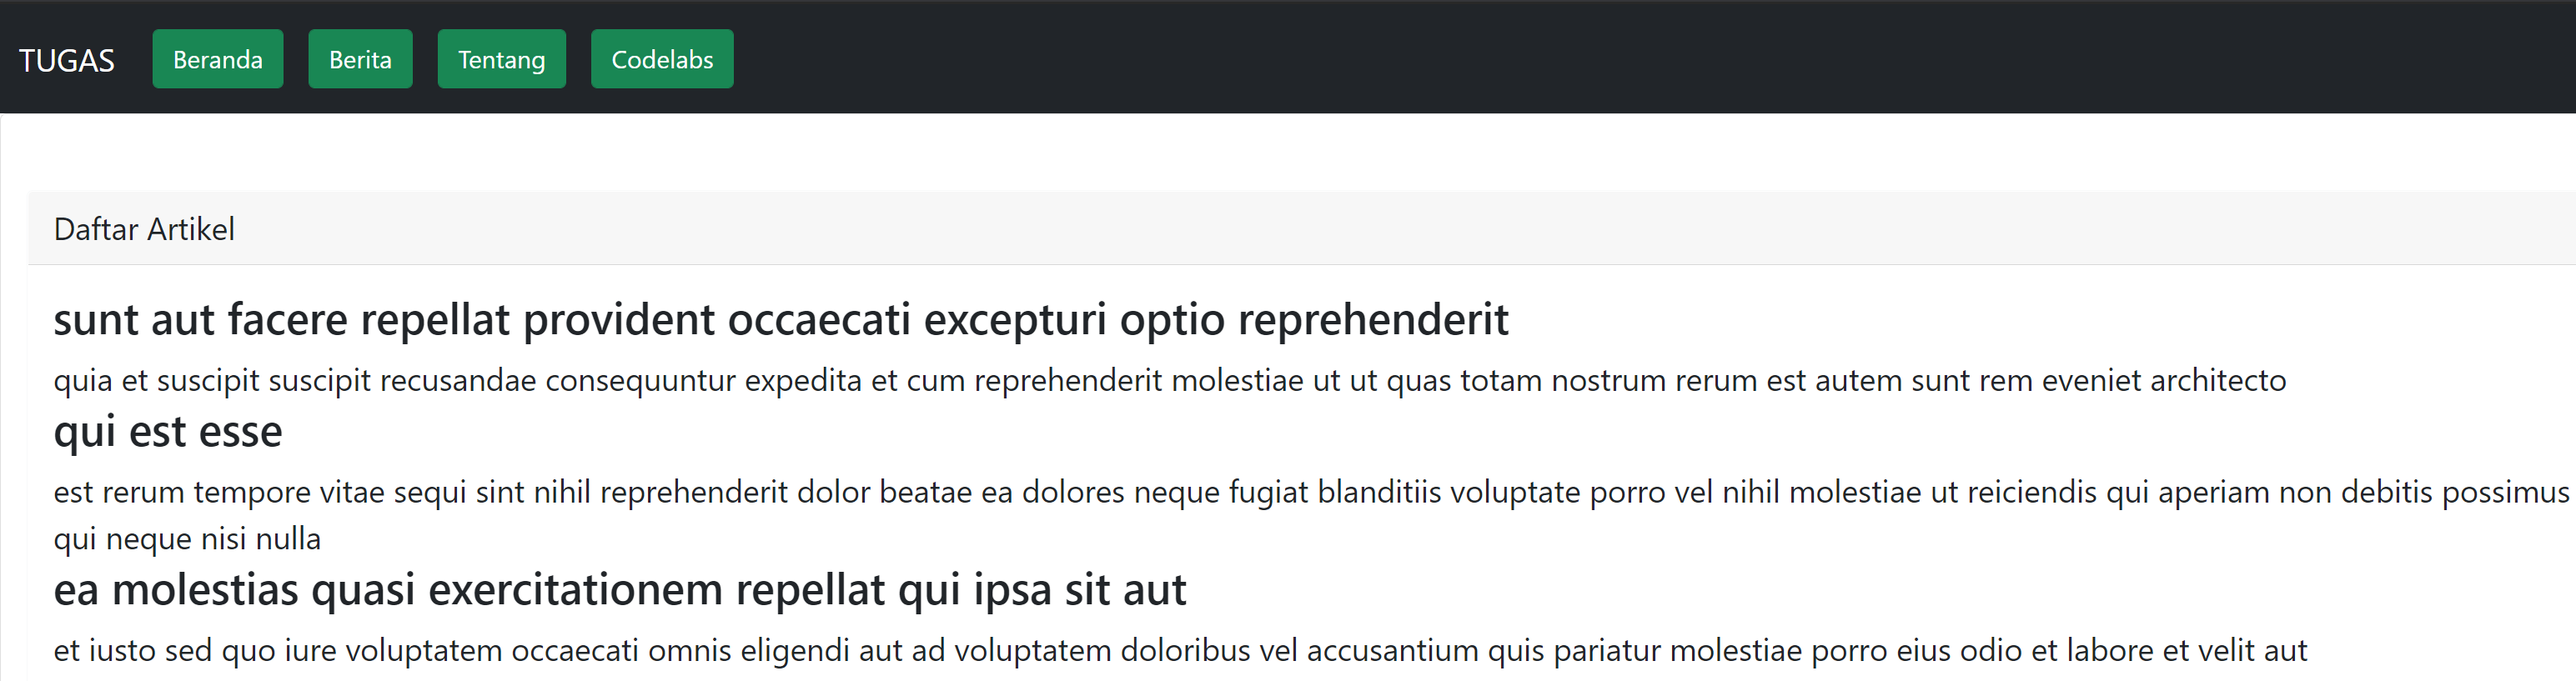 TUGAS Beranda Berita Tentang Codelabs
Daftar Artikel
sunt aut facere repellat provident occaecati excepturi optio reprehenderit
quia et suscipit suscipit recusandae consequuntur expedita et cum reprehenderit molestiae ut ut quas totam nostrum rerum est autem sunt rem eveniet architecto
qui est esse
est rerum tempore vitae sequi sint nihil reprehenderit dolor beatae ea dolores neque fugiat blanditiis voluptate porro vel nihil molestiae ut reiciendis qui aperiam non debitis possimus
qui neque nisi nulla
ea molestias quasi exercitationem repellat qui ipsa sit aut
et iusto sed quo iure voluptatem occaecati omnis eligendi aut ad voluptatem doloribus vel accusantium quis pariatur molestiae porro eius odio et labore et velit aut